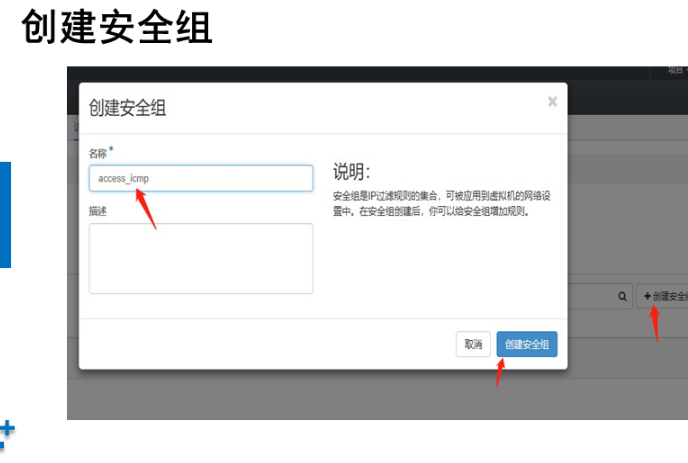 创建安全组
项目
创建安全组
×
名称 *
access_icmp
描述
说明：
安全组是IP过滤规则的集合，可被应用到虚拟机的网络设
置中。在安全组创建后，你可以给安全组增加规则。
+创建安全
取消
创建安全组